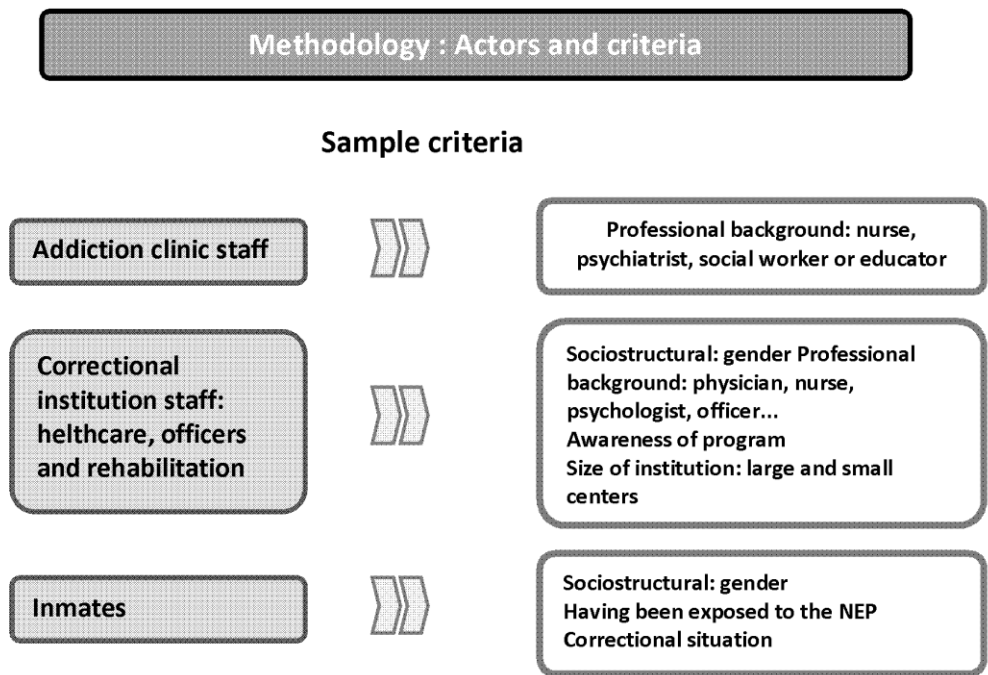 Methodology : Actors and criteria
Sample criteria
Addiction clinic staff
Professional background: nurse,
psychiatrist, social worker or educator
Correctional
institution staff:
helthcare, officers
and rehabilitation
Sociostructural: gender Professional
background: physician, nurse,
psychologist, officer...
Awareness of program
Size of institution: large and small
centers
Inmates
Sociostructural: gender
Having been exposed to the NEP
Correctional situation